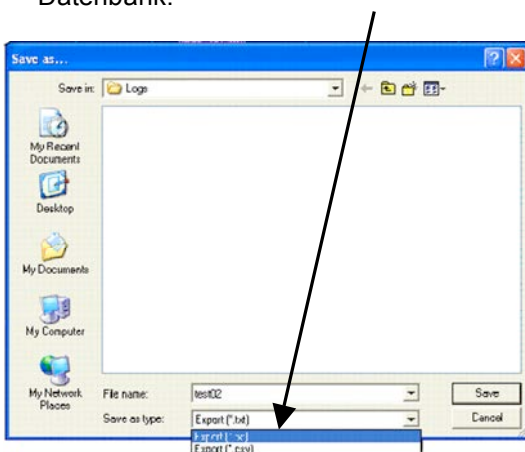 Datenbank.
Save as...
Save in:
Logs
My Recent
Documents
Desktop
My Documents
My Computer
My Network
Places
File name:
test02
Save
Save as type:
Export (*.txt)
Cancel
Export (*.txt)
Export (*.csv)